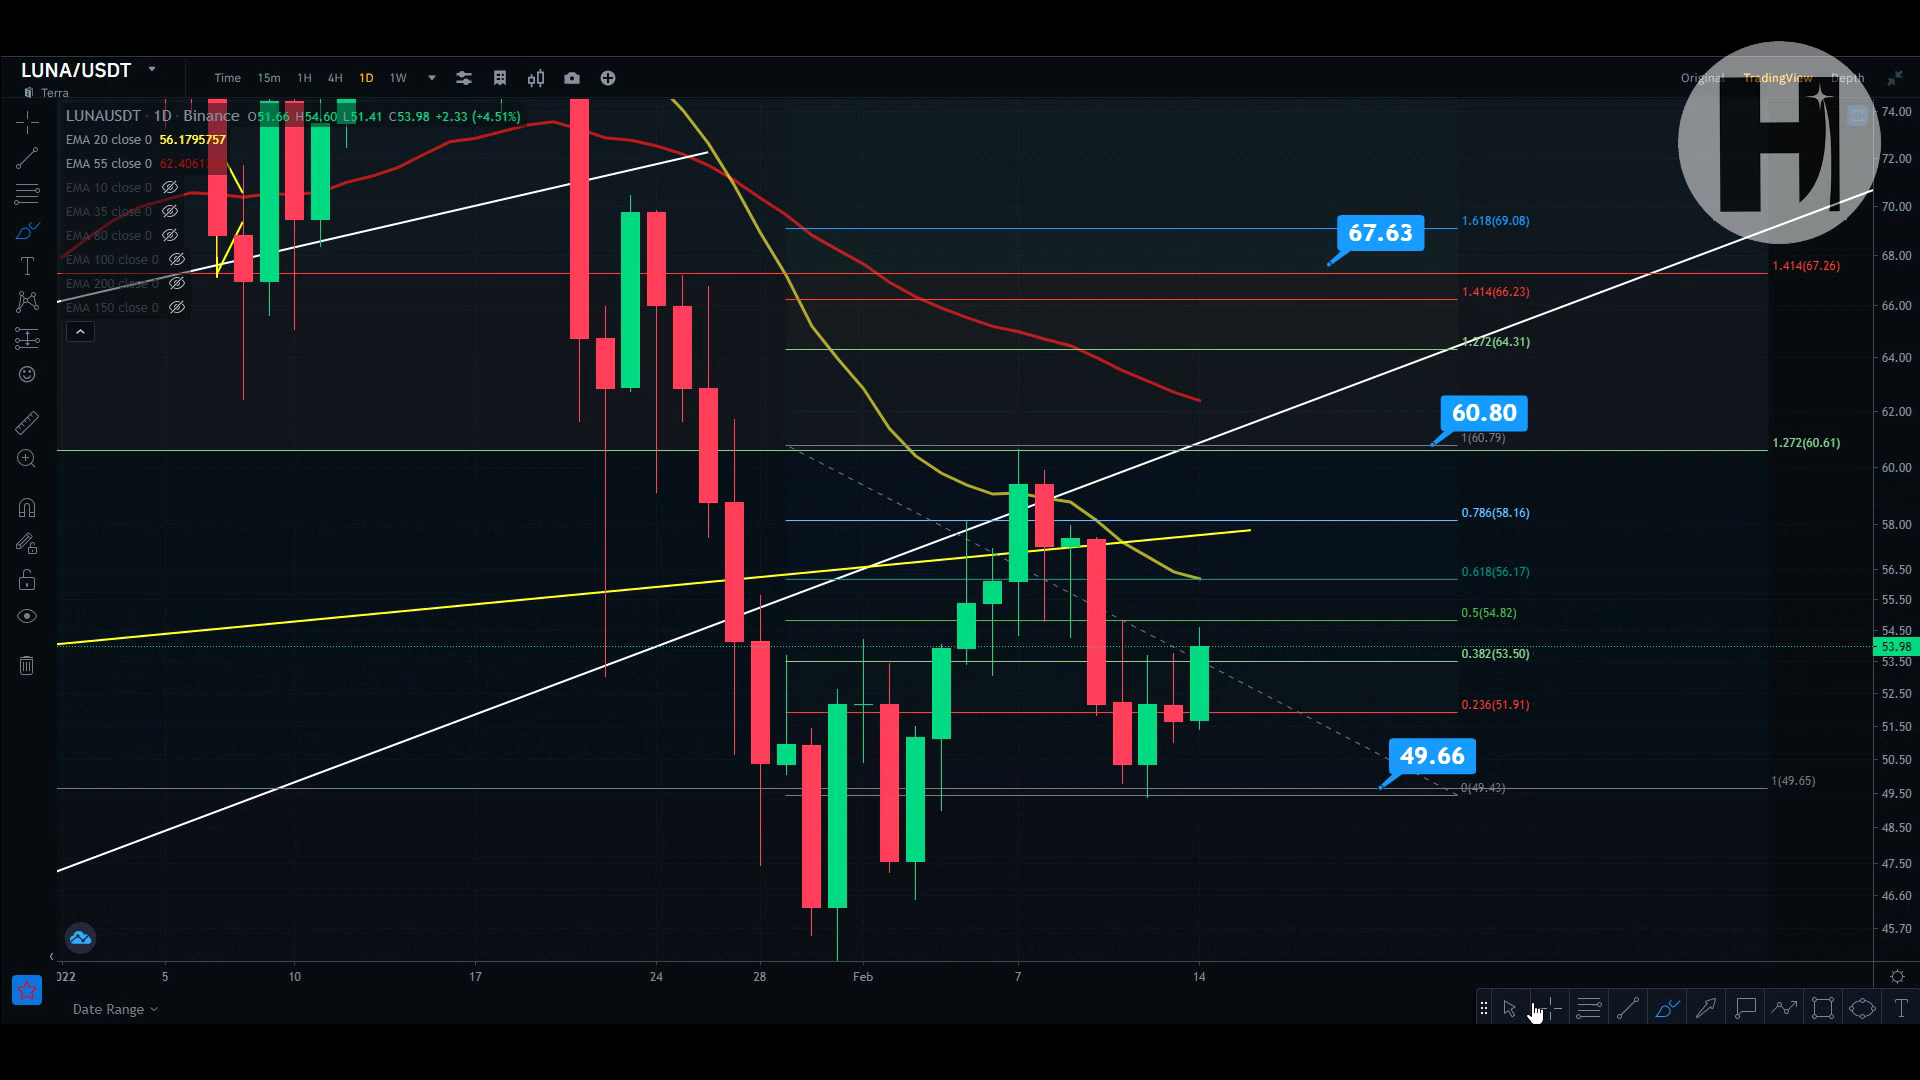 LUNA/USDT
Terra
Time 15m 1H 4H 1D 1W
Original TradingView Depth
LUNAUSDT · 1D · Binance O51.66 H54.60 L51.41 C53.98 +2.33 (+4.51%)
EMA 20 close 0 56.1795757
EMA 55 close 0 62.4061
EMA 10 close 0
EMA 35 close 0
EMA 80 close 0
EMA 100 close 0
EMA 200 close 0
EMA 150 close 0
H
1.618(69.08)
67.63
1.414(67.26)
1.414(66.23)
1.272(64.31)
60.80
1(60.79)
1.272(60.61)
0.786(58.16)
0.618(56.17)
0.5(54.82)
0.382(53.50)
0.236(51.91)
49.66
1(49.65)
0(49.43)
74.00
72.00
70.00
68.00
66.00
64.00
62.00
60.00
58.00
56.50
55.50
54.50
53.98
53.50
52.50
51.50
50.50
49.50
48.50
47.50
46.60
45.70
022 5 10 17 24 28 Feb 7 14
Date Range
T